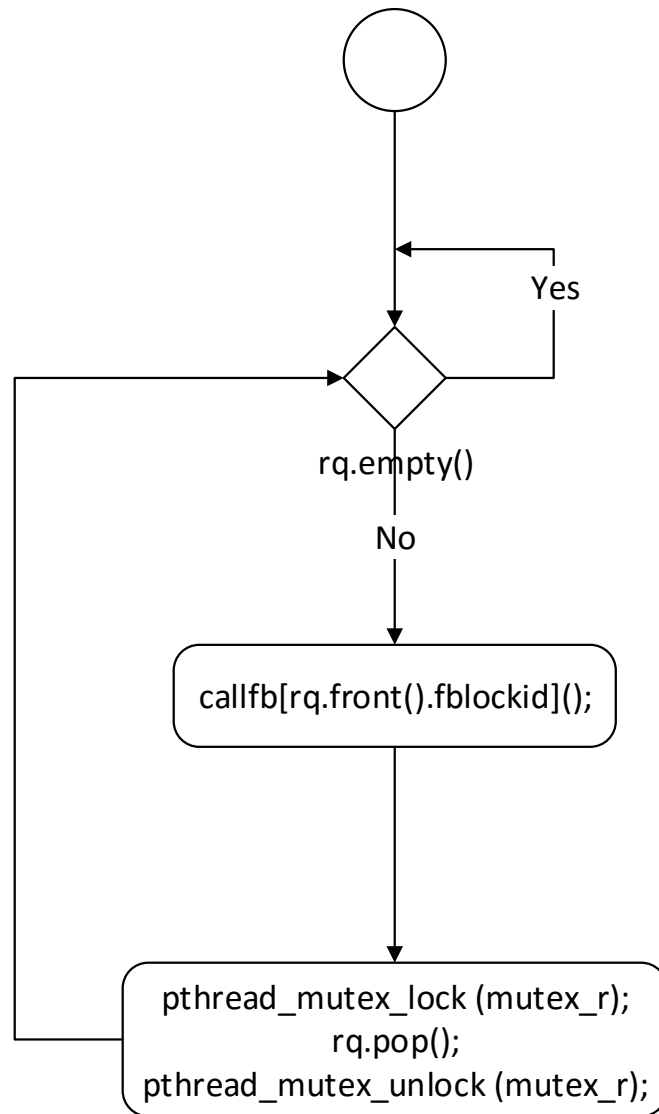 Yes
rq.empty()
No
callfb[rq.front().fblockid]();
pthread_mutex_lock (mutex_r);
rq.pop();
pthread_mutex_unlock (mutex_r);